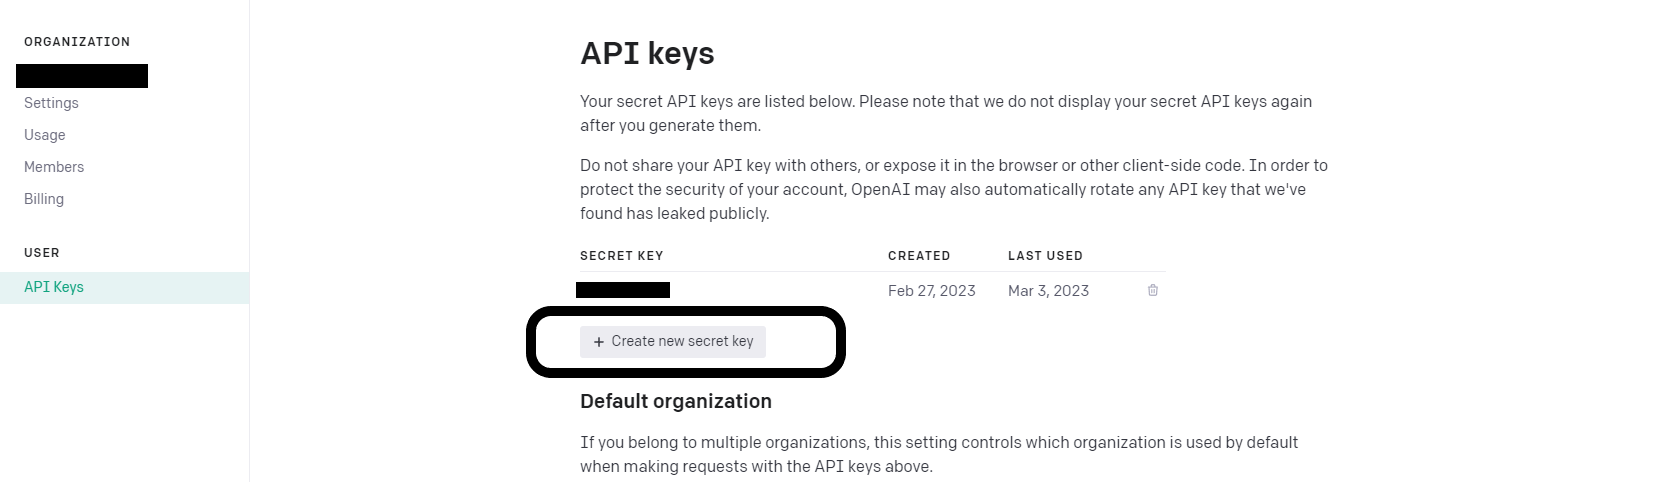 ORGANIZATION
Settings
Usage
Members
Billing
USER
API Keys
API keys
Your secret API keys are listed below. Please note that we do not display your secret API keys again
after you generate them.
Do not share your API key with others, or expose it in the browser or other client-side code. In order to
protect the security of your account, OpenAI may also automatically rotate any API key that we've
found has leaked publicly.
SECRET KEY CREATED LAST USED
Feb 27, 2023 Mar 3, 2023
+ Create new secret key
Default organization
If you belong to multiple organizations, this setting controls which organization is used by default
when making requests with the API keys above.